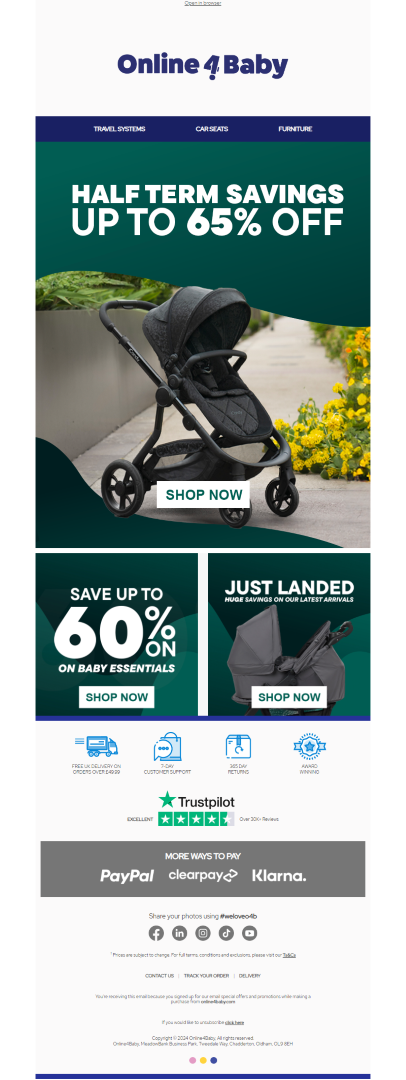 Open in browser
Online4Baby
TRAVEL SYSTEMS CAR SEATS FURNITURE
HALF TERM SAVINGS
UP TO 65% OFF
SHOP NOW
SAVE UP TO
60%
ON
ON BABY ESSENTIALS
SHOP NOW
JUST LANDED
HUGE SAVINGS ON OUR LATEST ARRIVALS
SHOP NOW
FREE UK DELIVERY ON
ORDERS OVER £49.99
7-DAY
CUSTOMER SUPPORT
365 DAY
RETURNS
AWARD
WINNING
Trustpilot
EXCELLENT Over 30K+ Reviews
MORE WAYS TO PAY
PayPal clearpay Klarna.
Share your photos using #weloveo4b
*Prices are subject to change. For full terms, conditions and exclusions, please visit our Ts&Cs
CONTACT US | TRACK YOUR ORDER | DELIVERY
You're receiving this email because you signed up for our email special offers and promotions while making a
purchase from online4baby.com
If you would like to unsubscribe click here
Copyright © 2024 Online4Baby, All rights reserved.
Online4Baby, Meadow Bank Business Park, Tweedale Way, Chadderton, Oldham, OL9 8EH